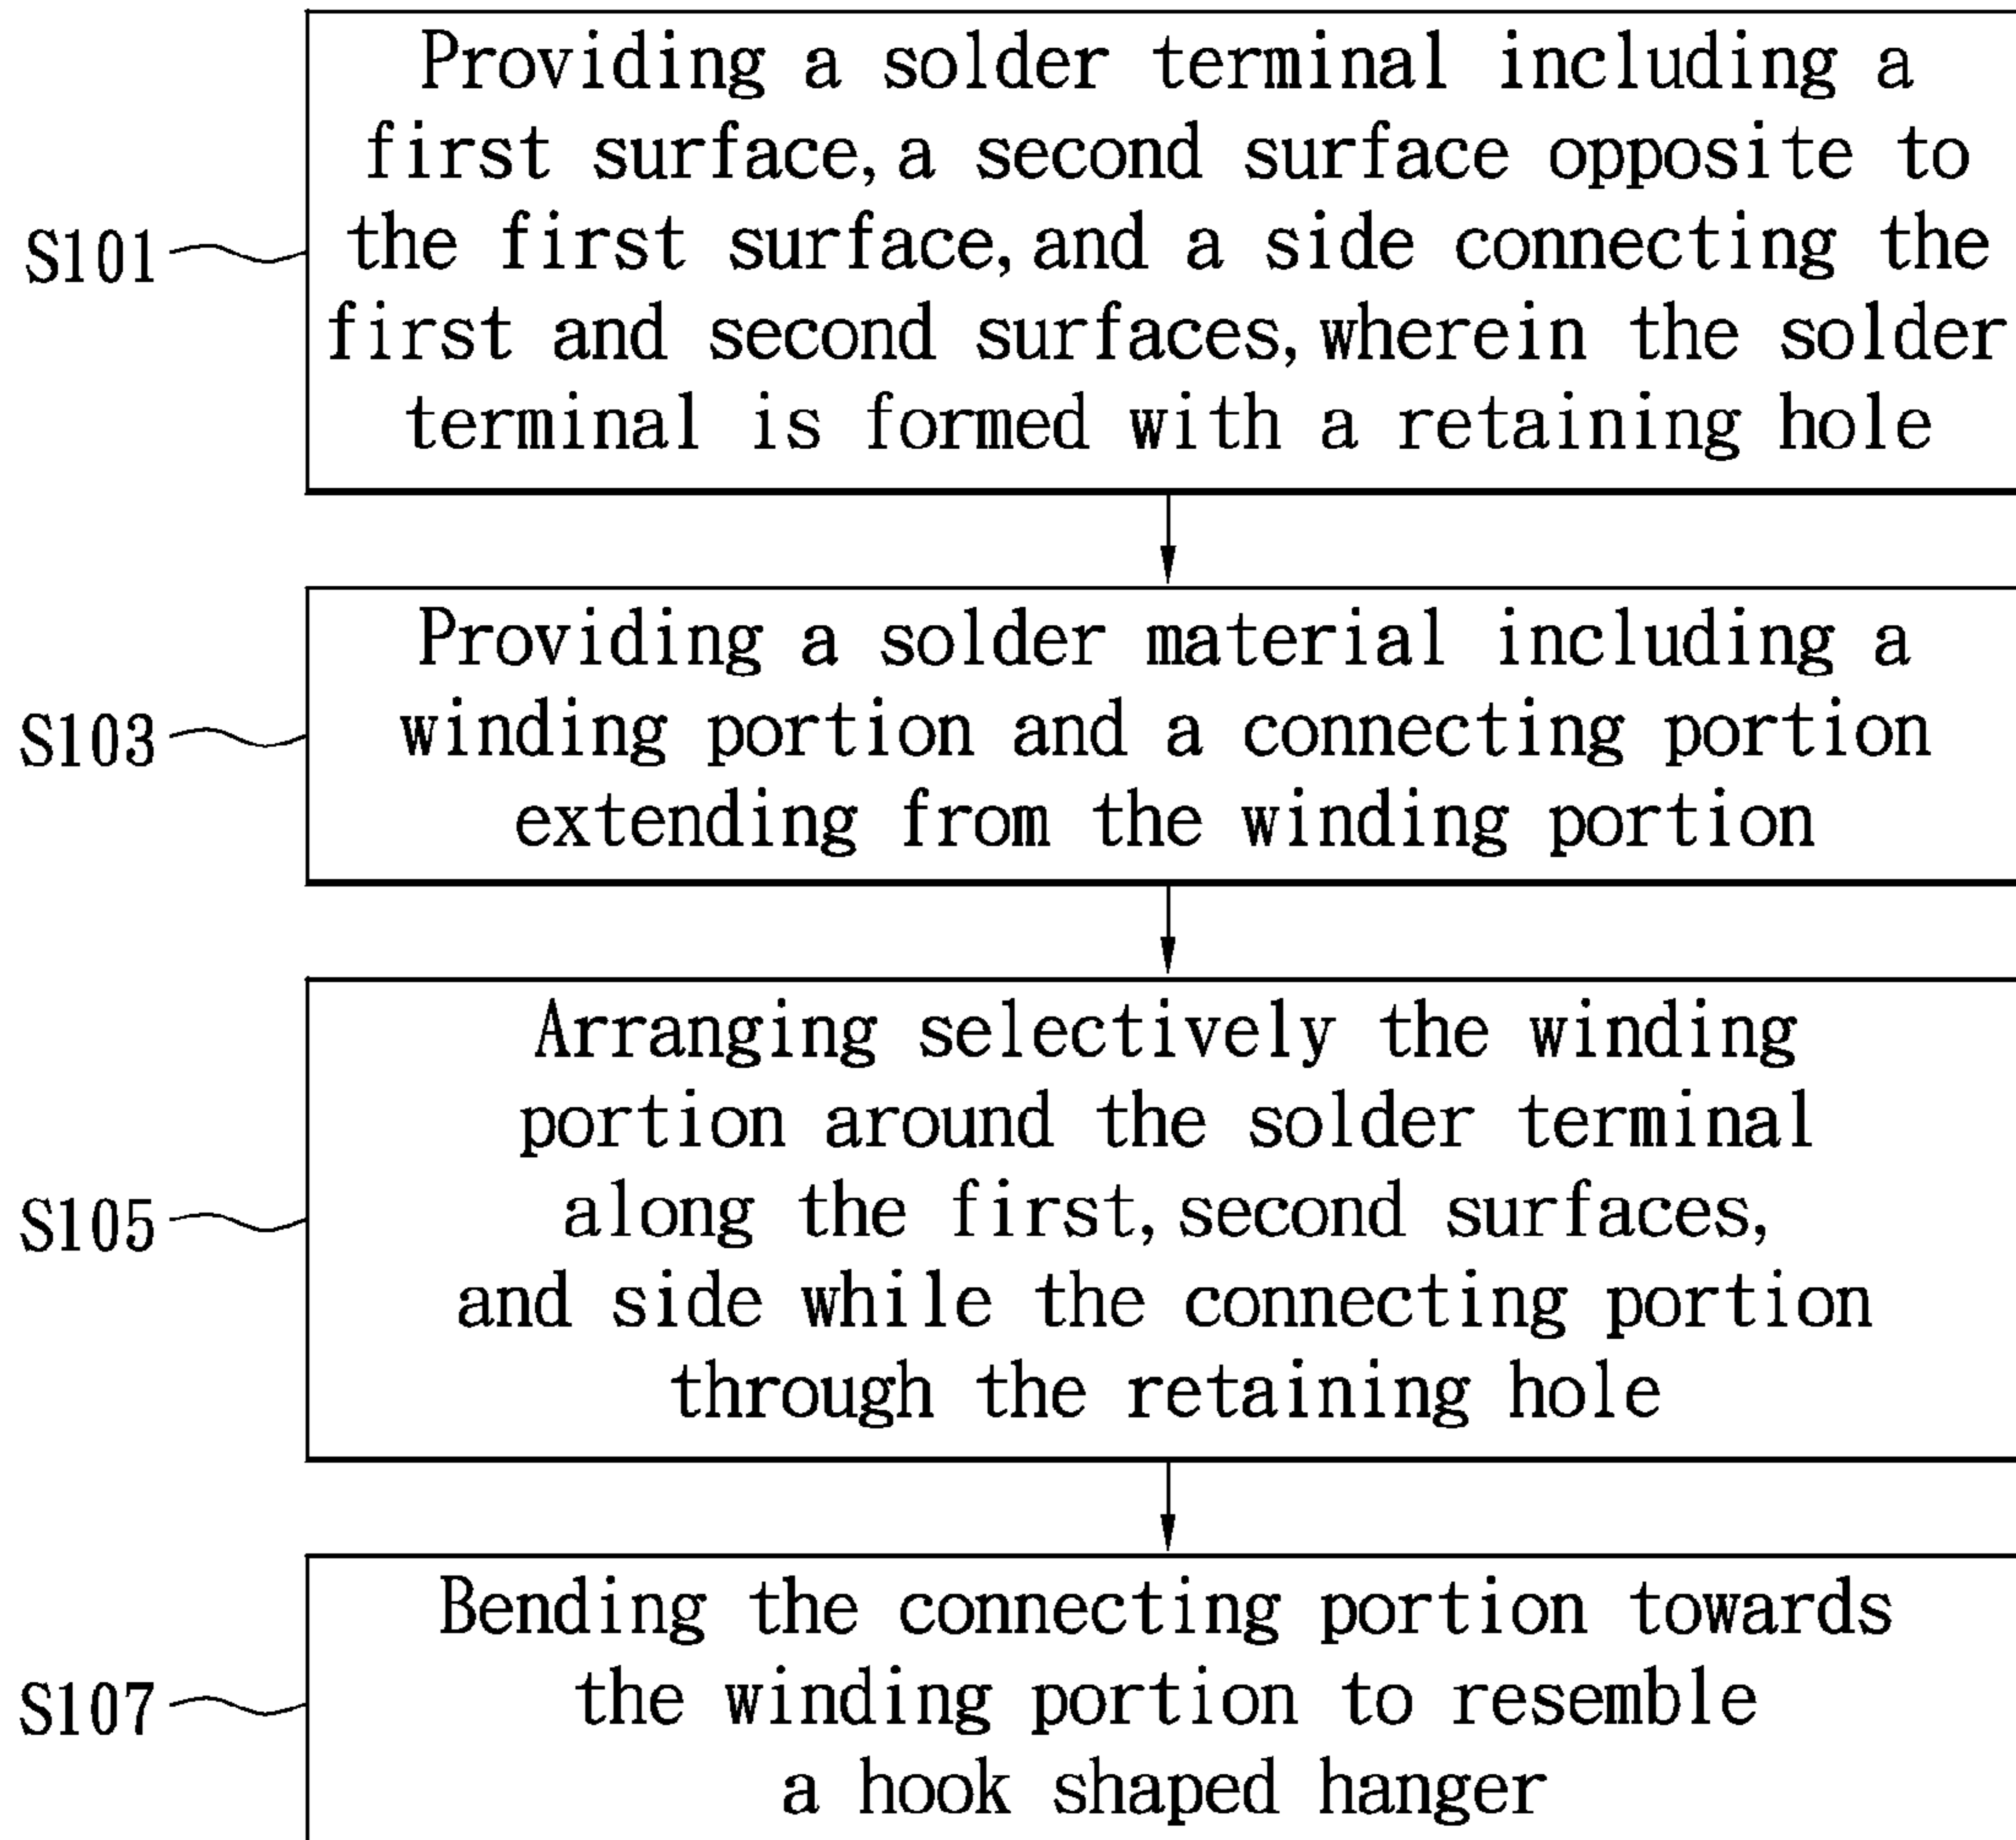 Providing a solder terminal including a
first surface, a second surface opposite to
S101
the first surface, and a side connecting the
first and second surfaces, wherein the solder
terminal is formed with a retaining hole
Providing a solder material including a
S103
winding portion and a connecting portion
extending from the winding portion
Arranging selectively the winding
portion around the solder terminal
S105
along the first, second surfaces,
and side while the connecting portion
through the retaining hole
Bending the connecting portion towards
S107
the winding portion to resemble
a hook shaped hanger